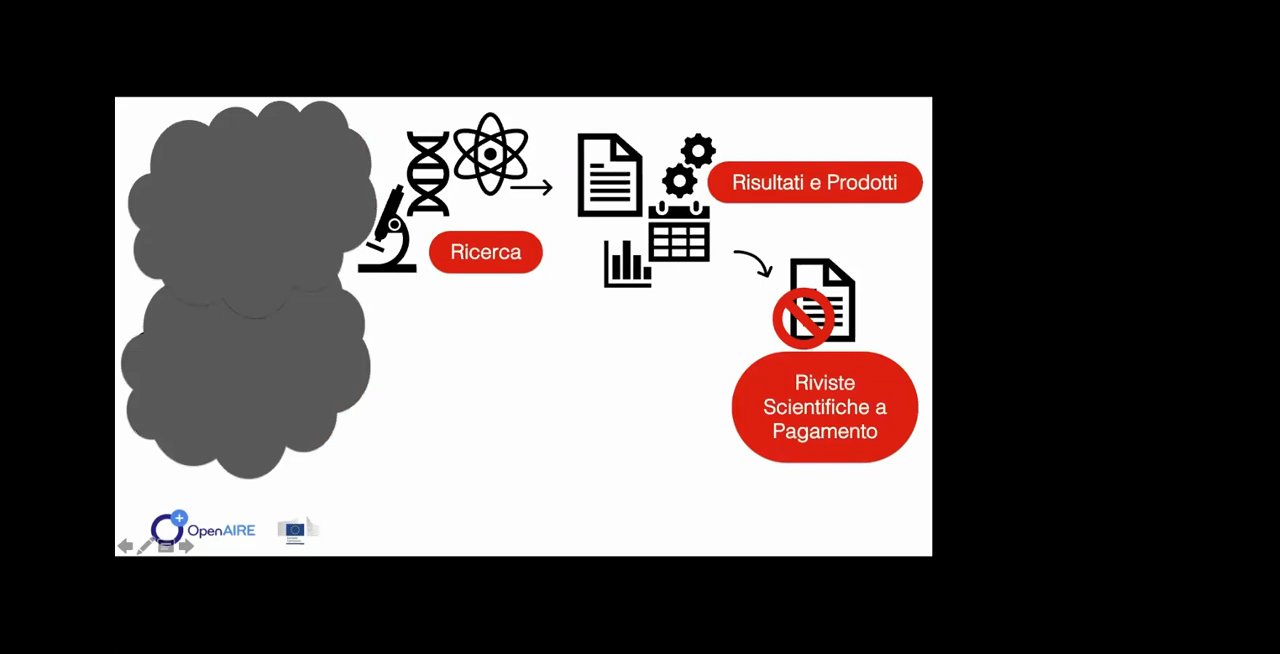 Risultati e Prodotti
Ricerca
Riviste
Scientifiche a
Pagamento
OpenAIRE